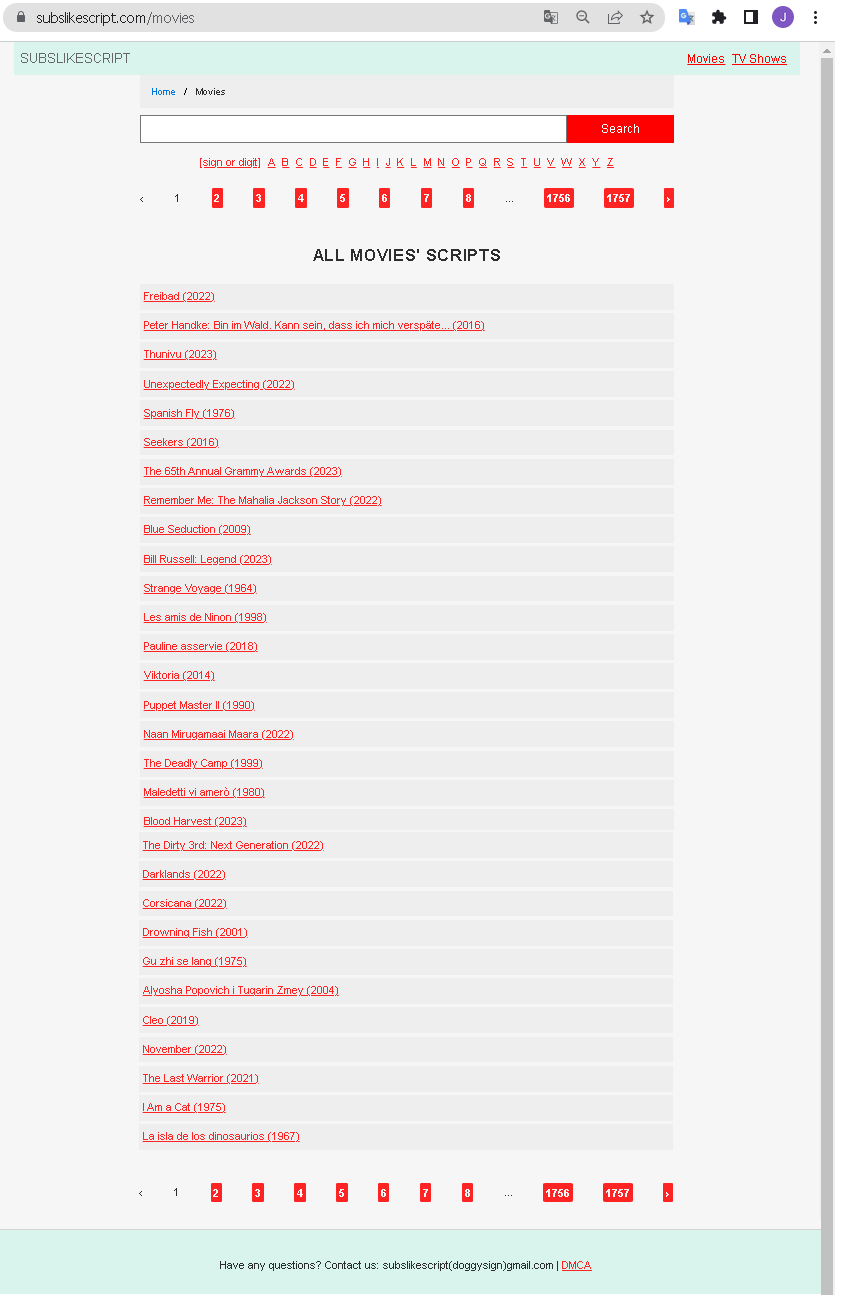 subslikescript.com/movies
J
SUBSLIKESCRIPT Movies TV Shows
Home / Movies
Search
[sign or digit] A B C D E F G H I J K L M N O P Q R S T U V W X Y Z
‹ 1 2 3 4 5 6 7 8 ... 1756 1757 ›
ALL MOVIES' SCRIPTS
Freibad (2022)
Peter Handke: Bin im Wald. Kann sein, dass ich mich verspäte... (2016)
Thunivu (2023)
Unexpectedly Expecting (2022)
Spanish Fly (1976)
Seekers (2016)
The 65th Annual Grammy Awards (2023)
Remember Me: The Mahalia Jackson Story (2022)
Blue Seduction (2009)
Bill Russell: Legend (2023)
Strange Voyage (1964)
Les amis de Ninon (1998)
Pauline asservie (2018)
Viktoria (2014)
Puppet Master II (1990)
Naan Mirugamaai Maara (2022)
The Deadly Camp (1999)
Maledetti vi amerò (1980)
Blood Harvest (2023)
The Dirty 3rd: Next Generation (2022)
Darklands (2022)
Corsicana (2022)
Drowning Fish (2001)
Gu zhi se lang (1975)
Alyosha Popovich i Tugarin Zmey (2004)
Cleo (2019)
November (2022)
The Last Warrior (2021)
I Am a Cat (1975)
La isla de los dinosaurios (1967)
‹ 1 2 3 4 5 6 7 8 ... 1756 1757 ›
Have any questions? Contact us: subslikescript(doggysign)gmail.com | DMCA